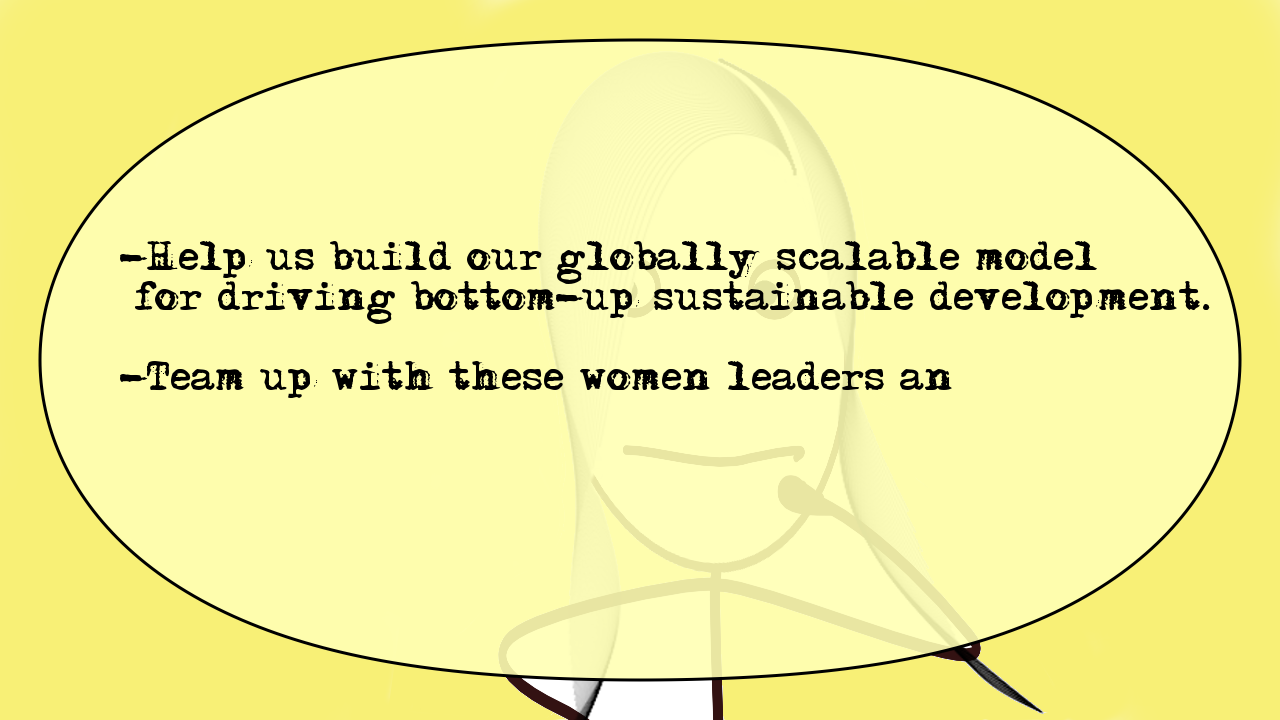 -Help us build our globally scalable model
for driving bottom-up sustainable development.
-Team up with these women leaders an